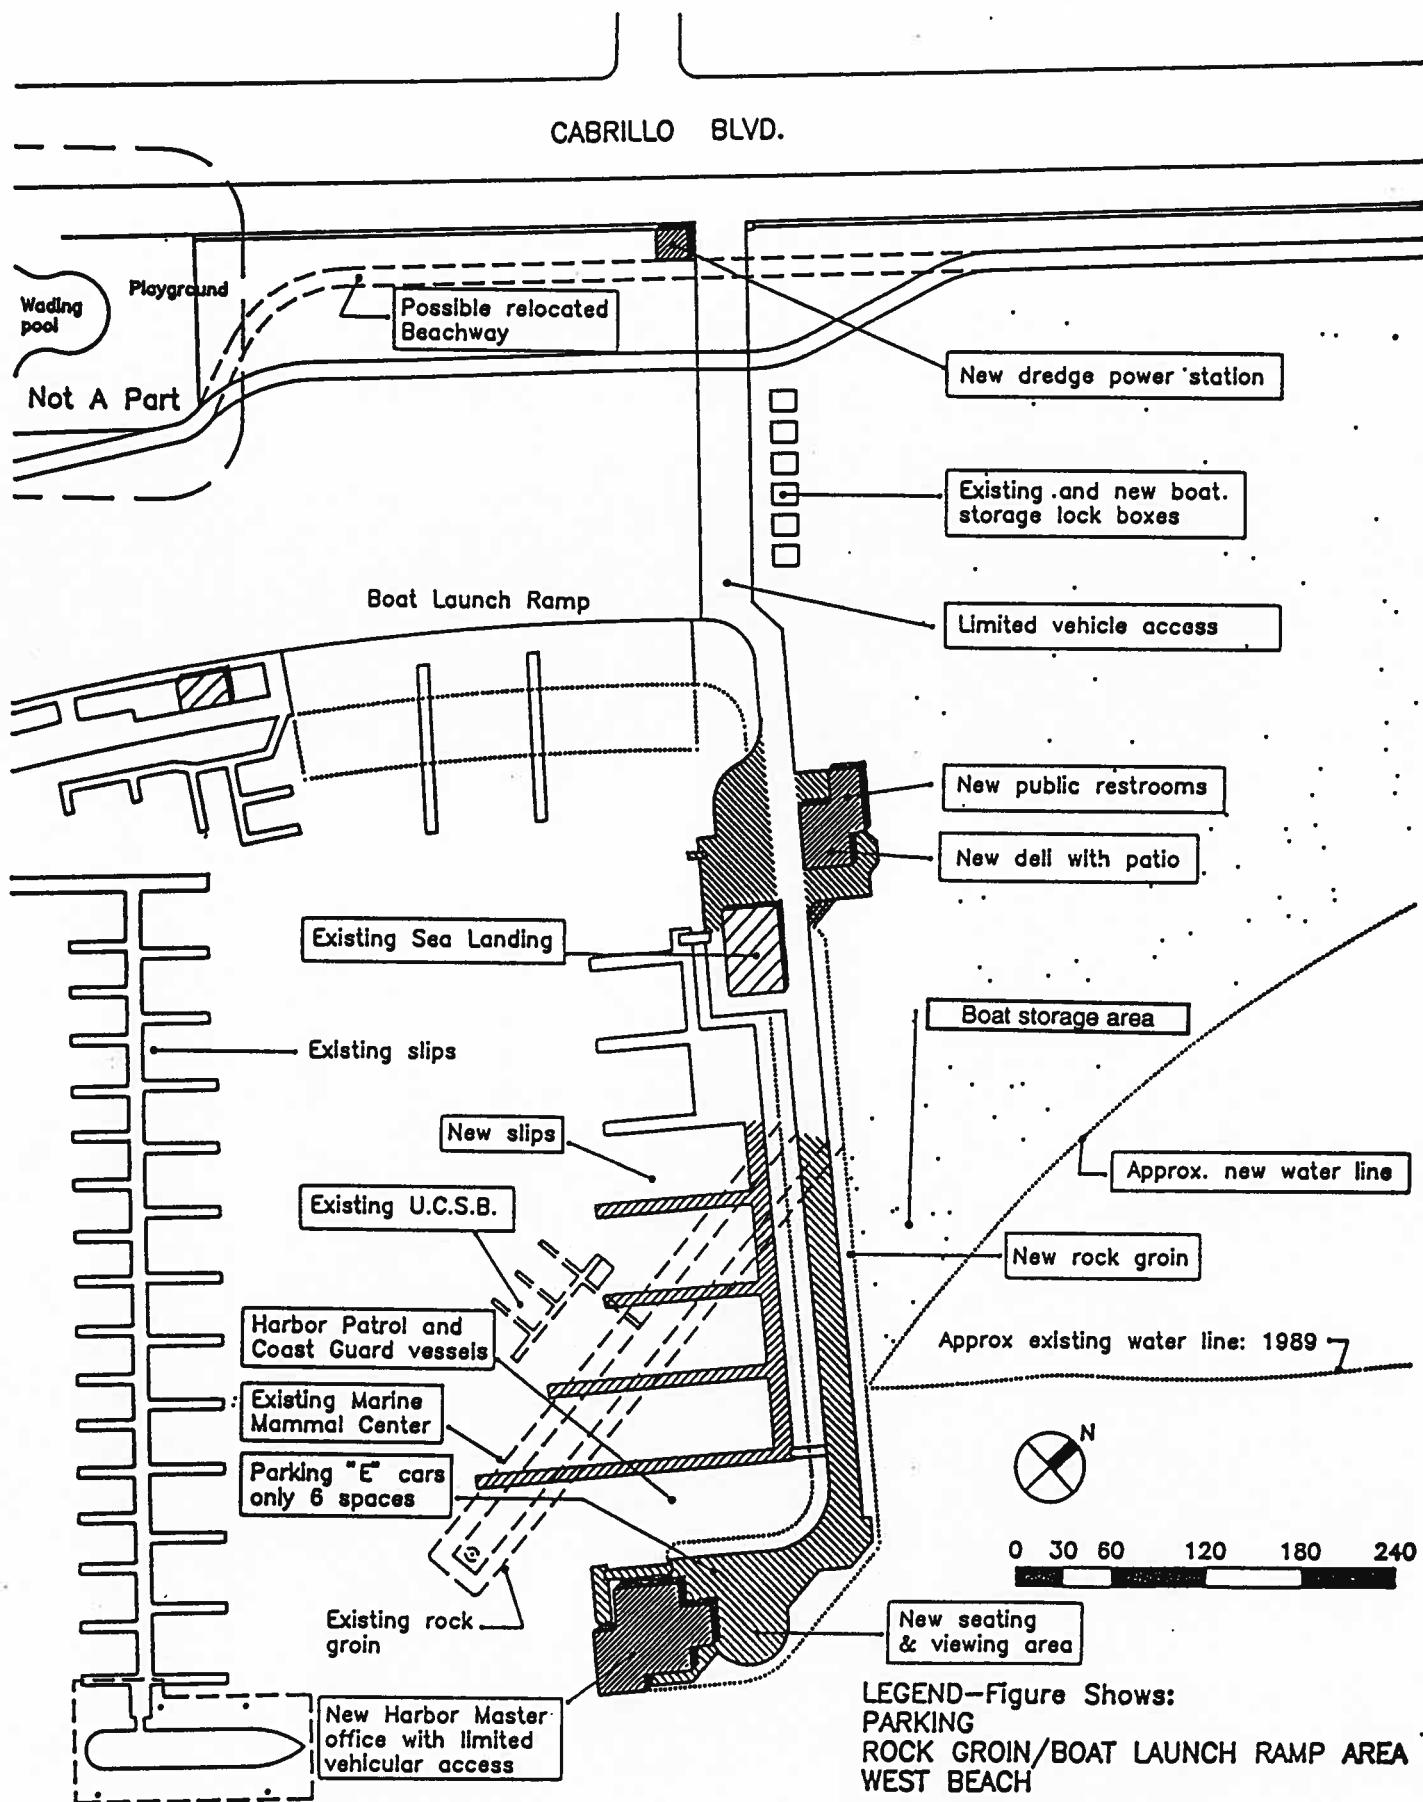 CABRILLO BLVD.
Playground
Wading
pool
Possible relocated
Beachway
Not A Part
New dredge power station
Existing and new boat.
storage lock boxes
Boat Launch Ramp
Limited vehicle access
New public restrooms
New deli with patio
Existing Sea Landing
Boat storage area
Existing slips
New slips
Approx. new water line
Existing U.C.S.B.
New rock groin
Harbor Patrol and
Coast Guard vessels
Approx existing water line: 1989
Existing Marine
Mammal Center
N
Parking "E" cars
only 6 spaces
0 30 60 120 180 240
Existing rock
groin
New seating
& viewing area
New Harbor Master
office with limited
vehicular access
LEGEND-Figure Shows:
PARKING
ROCK GROIN/BOAT LAUNCH RAMP AREA
WEST BEACH